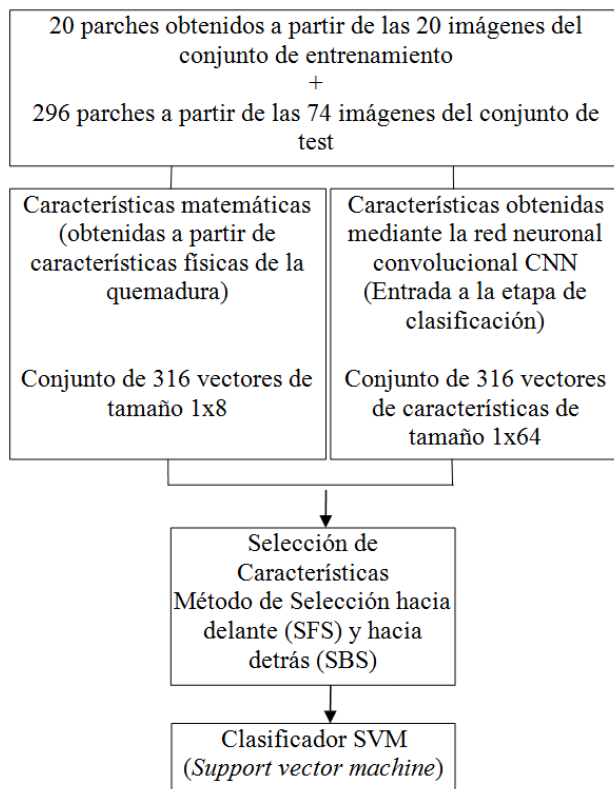 20 parches obtenidos a partir de las 20 imágenes del
conjunto de entrenamiento
+
296 parches a partir de las 74 imágenes del conjunto de
test
Características matemáticas
(obtenidas a partir de
características físicas de la
quemadura)
Conjunto de 316 vectores de
tamaño 1x8
Características obtenidas
mediante la red neuronal
convolucional CNN
(Entrada a la etapa de
clasificación)
Conjunto de 316 vectores
de características de
tamaño 1x64
Selección de
Características
Método de Selección hacia
delante (SFS) y hacia
detrás (SBS)
Clasificador SVM
(Support vector machine)